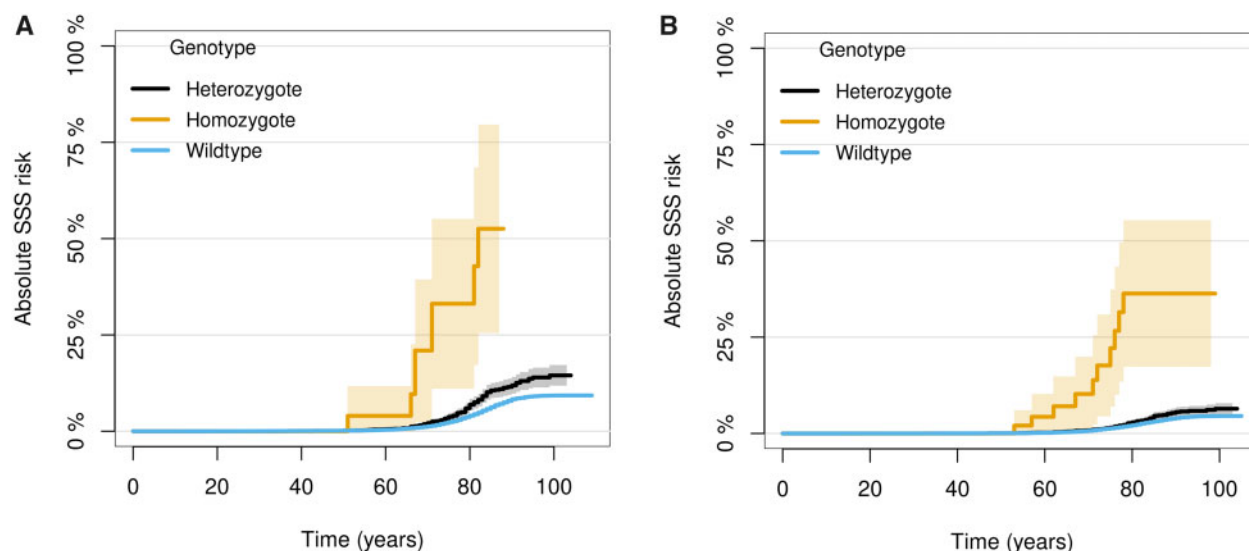 A
Genotype
Heterozygote
Homozygote
Wildtype
Absolute SSS risk
100 %
75 %
50 %
25 %
0 %
0 20 40 60 80 100
Time (years)
B
Genotype
Heterozygote
Homozygote
Wildtype
Absolute SSS risk
100 %
75 %
50 %
25 %
0 %
0 20 40 60 80 100
Time (years)